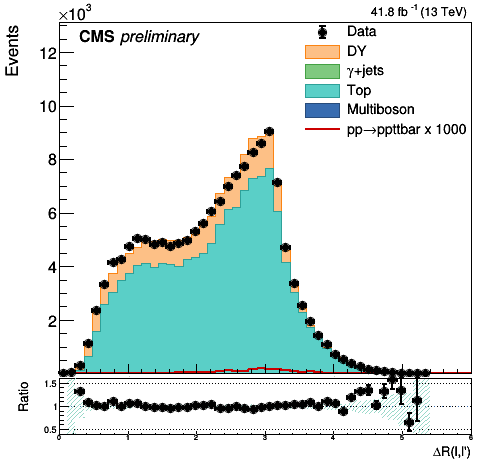 ×10³
41.8 fb⁻¹ (13 TeV)
CMS preliminary
Events
12
10
8
6
4
2
Data
DY
γ+jets
Top
Multiboson
pp→ppttbar x 1000
Ratio
1.5
1
0.5
0 1 2 3 4 5 6
ΔR(l,l')